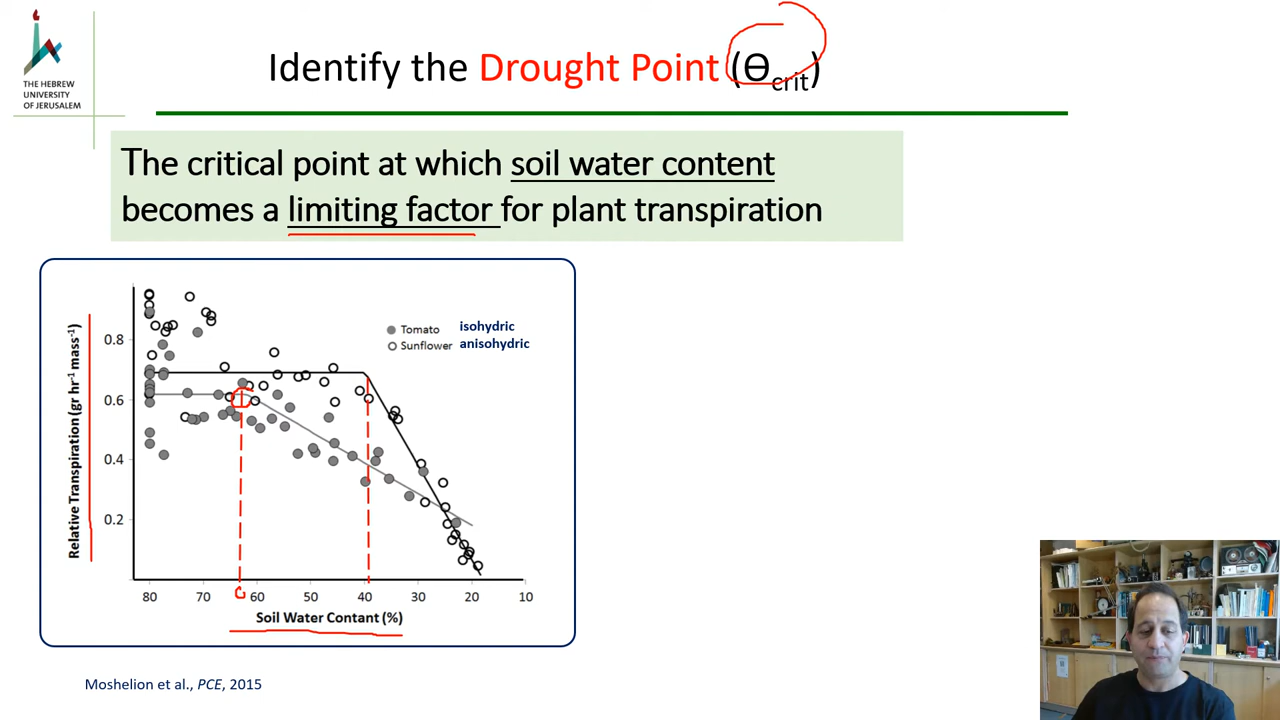 THE HEBREW
UNIVERSITY
OF JERUSALEM
Identify the Drought Point (Ɵcrit)
The critical point at which soil water content
becomes a limiting factor for plant transpiration
Relative Transpiration (gr hr-1 mass-1)
0.8
0.6
0.4
0.2
Tomato isohydric
Sunflower anisohydric
80 70 60 50 40 30 20 10
Soil Water Contant (%)
Moshelion et al., PCE, 2015